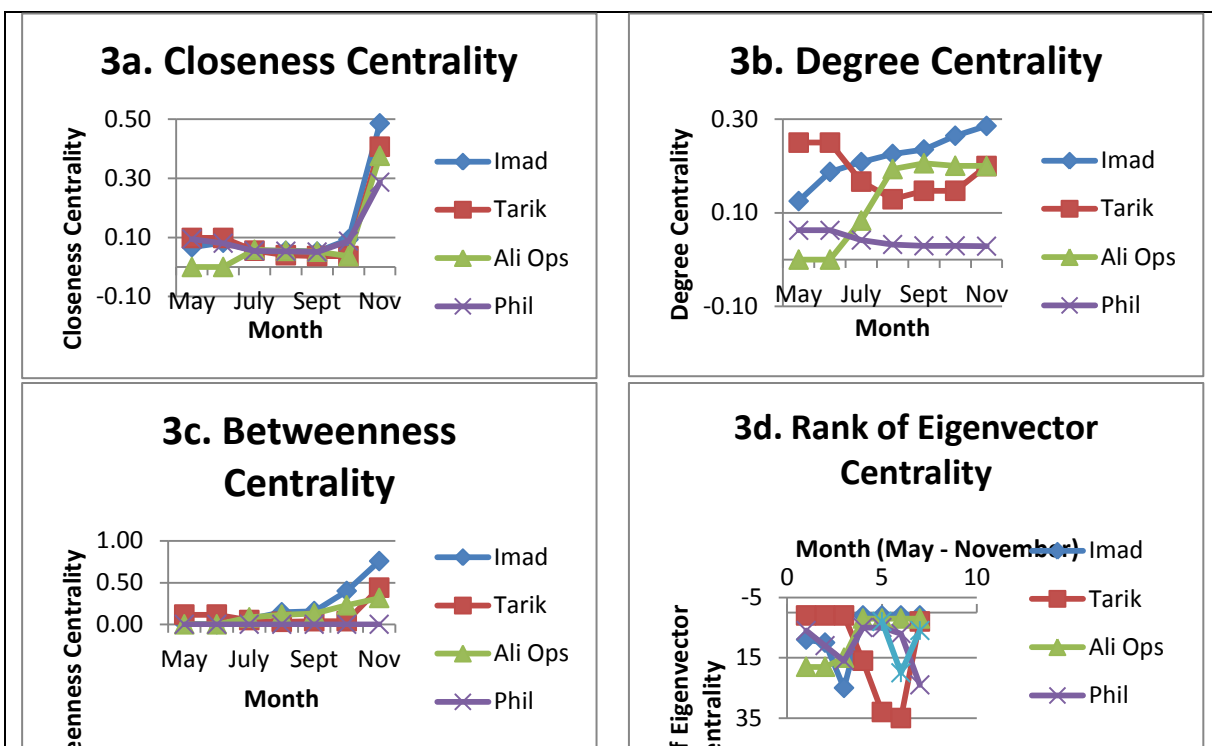 3a. Closeness Centrality
Closeness Centrality
0.50
0.30
0.10
-0.10
May July Sept Nov
Month
Imad
Tarik
Ali Ops
Phil
3b. Degree Centrality
Degree Centrality
0.30
0.10
-0.10
May July Sept Nov
Month
Imad
Tarik
Ali Ops
Phil
3c. Betweenness
Centrality
1.00
0.50
0.00
May July Sept Nov
Month
Imad
Tarik
Ali Ops
Phil
3d. Rank of Eigenvector
Centrality
Month (May - November)
0 5 10
-5
15
35
Eigenvector
Centrality
Imad
Tarik
Ali Ops
Phil